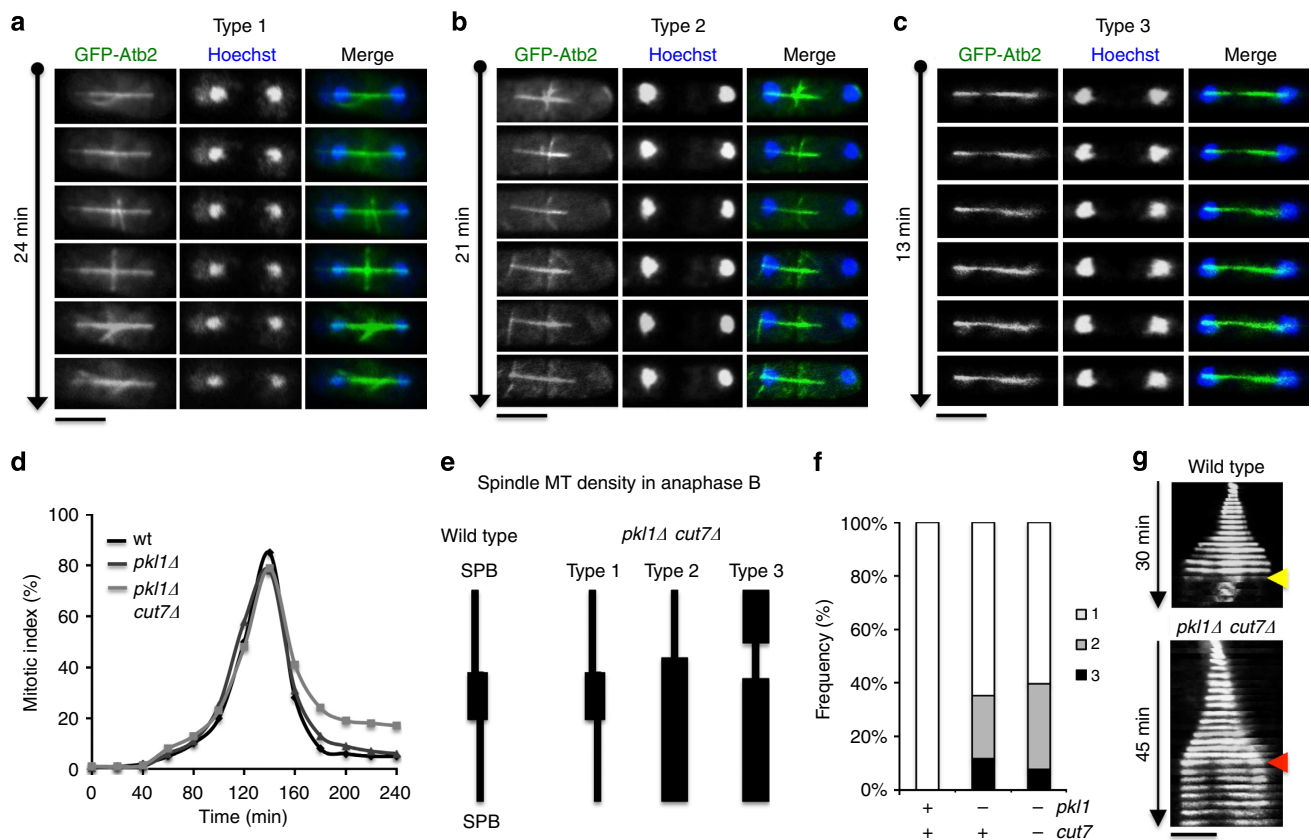 a
Type 1
GFP-Atb2 Hoechst Merge
24 min
b
Type 2
GFP-Atb2 Hoechst Merge
21 min
c
Type 3
GFP-Atb2 Hoechst Merge
13 min
d
Mitotic index (%)
100
80
60
40
20
0
0 40 80 120 160 200 240
Time (min)
wt
pkl1Δ
pkl1Δ
cut7Δ
e
Spindle MT density in anaphase B
Wild type
pkl1Δ cut7Δ
SPB
Type 1 Type 2 Type 3
SPB
f
Frequency (%)
100%
80%
60%
40%
20%
0%
1
2
3
+ – – pkl1
+ + – cut7
g
Wild type
30 min
pkl1Δ cut7Δ
45 min